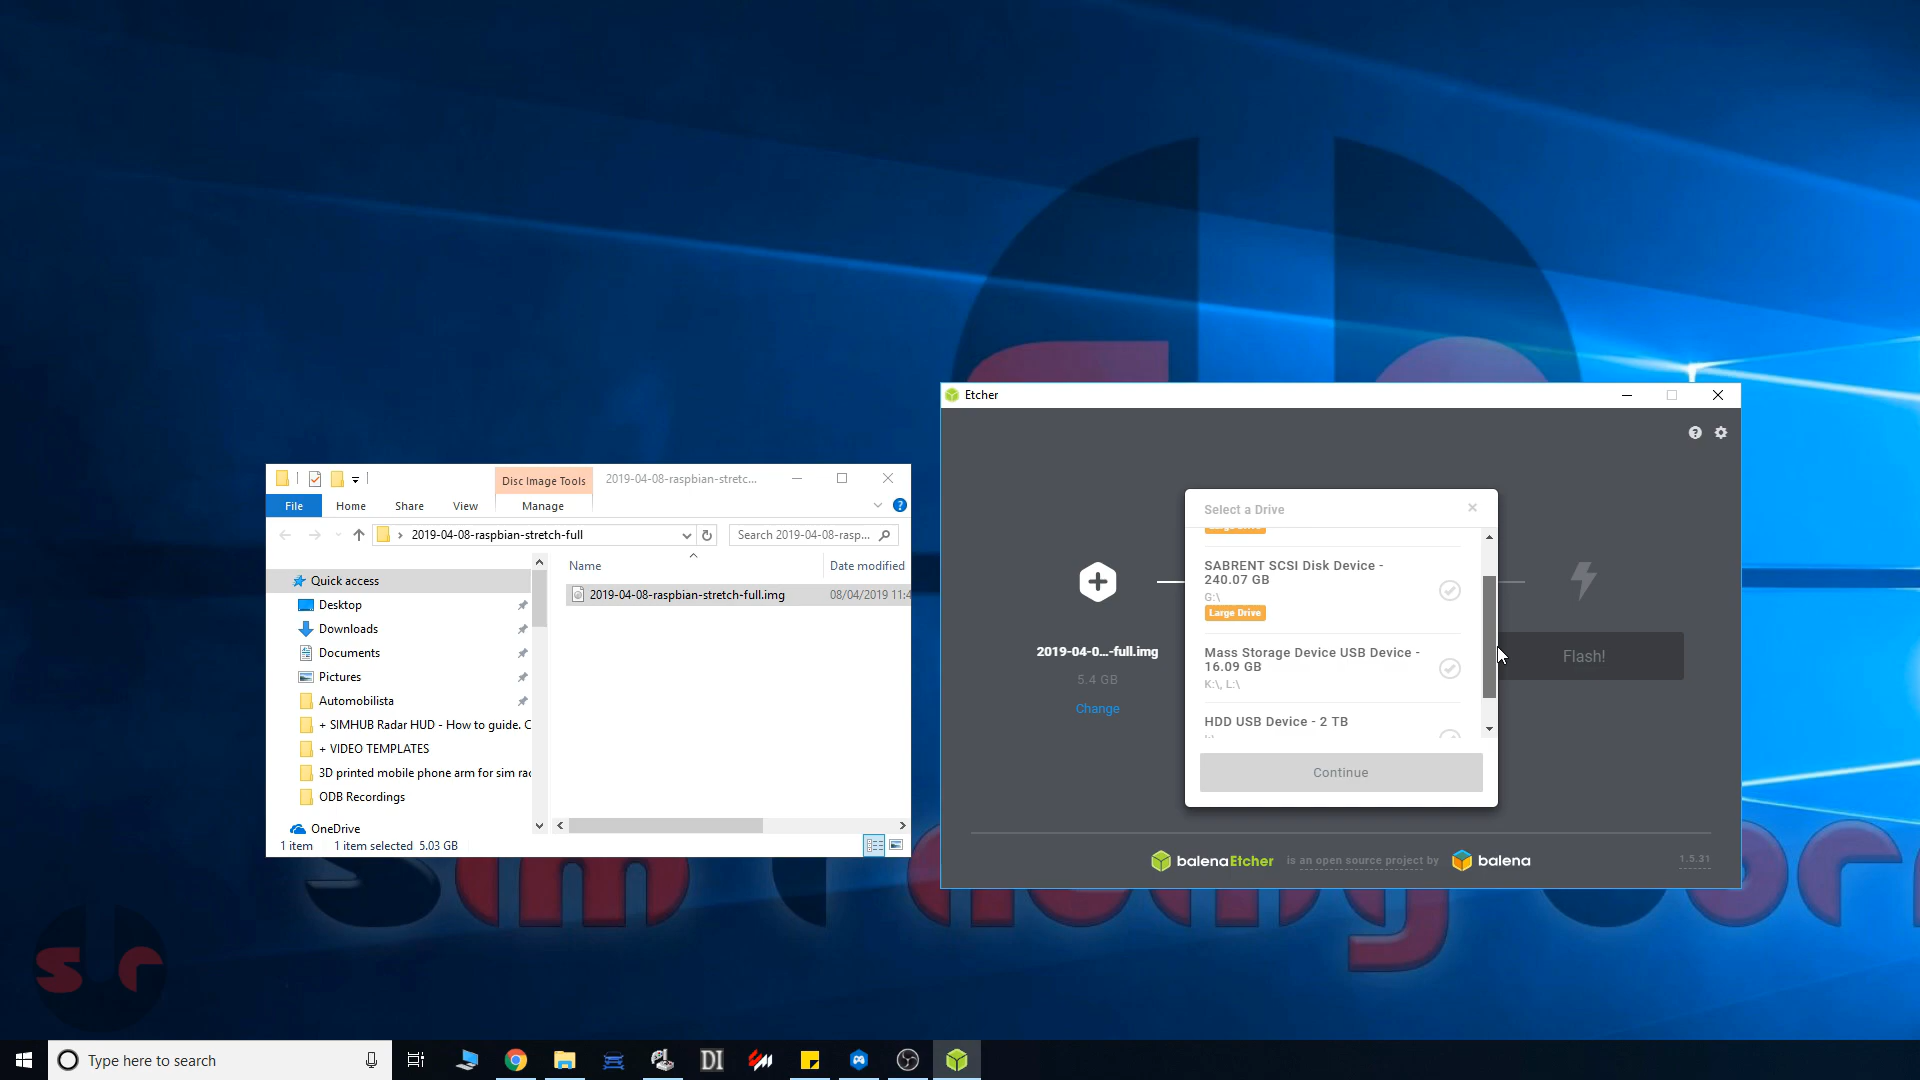 Etcher
Disc Image Tools
2019-04-08-raspbian-stretc...
File
Home
Share
View
Manage
2019-04-08-raspbian-stretch-full
Search 2019-04-08-rasp...
Name
Date modified
Quick access
2019-04-08-raspbian-stretch-full.img
08/04/2019 11:4
Desktop
Downloads
Documents
Pictures
Automobilista
+ SIMHUB Radar HUD - How to guide. C
+ VIDEO TEMPLATES
3D printed mobile phone arm for sim rac
ODB Recordings
OneDrive
1 item
1 item selected 5.03 GB
2019-04-0...-full.img
5.4 GB
Change
Select a Drive
SABRENT SCSI Disk Device -
240.07 GB
G:\
Large Drive
Mass Storage Device USB Device -
16.09 GB
K:\, L:\
HDD USB Device - 2 TB
Continue
Flash!
balenaEtcher is an open source project by balena
1.5.31
Sim Racing Corn
s r
Type here to search
DI